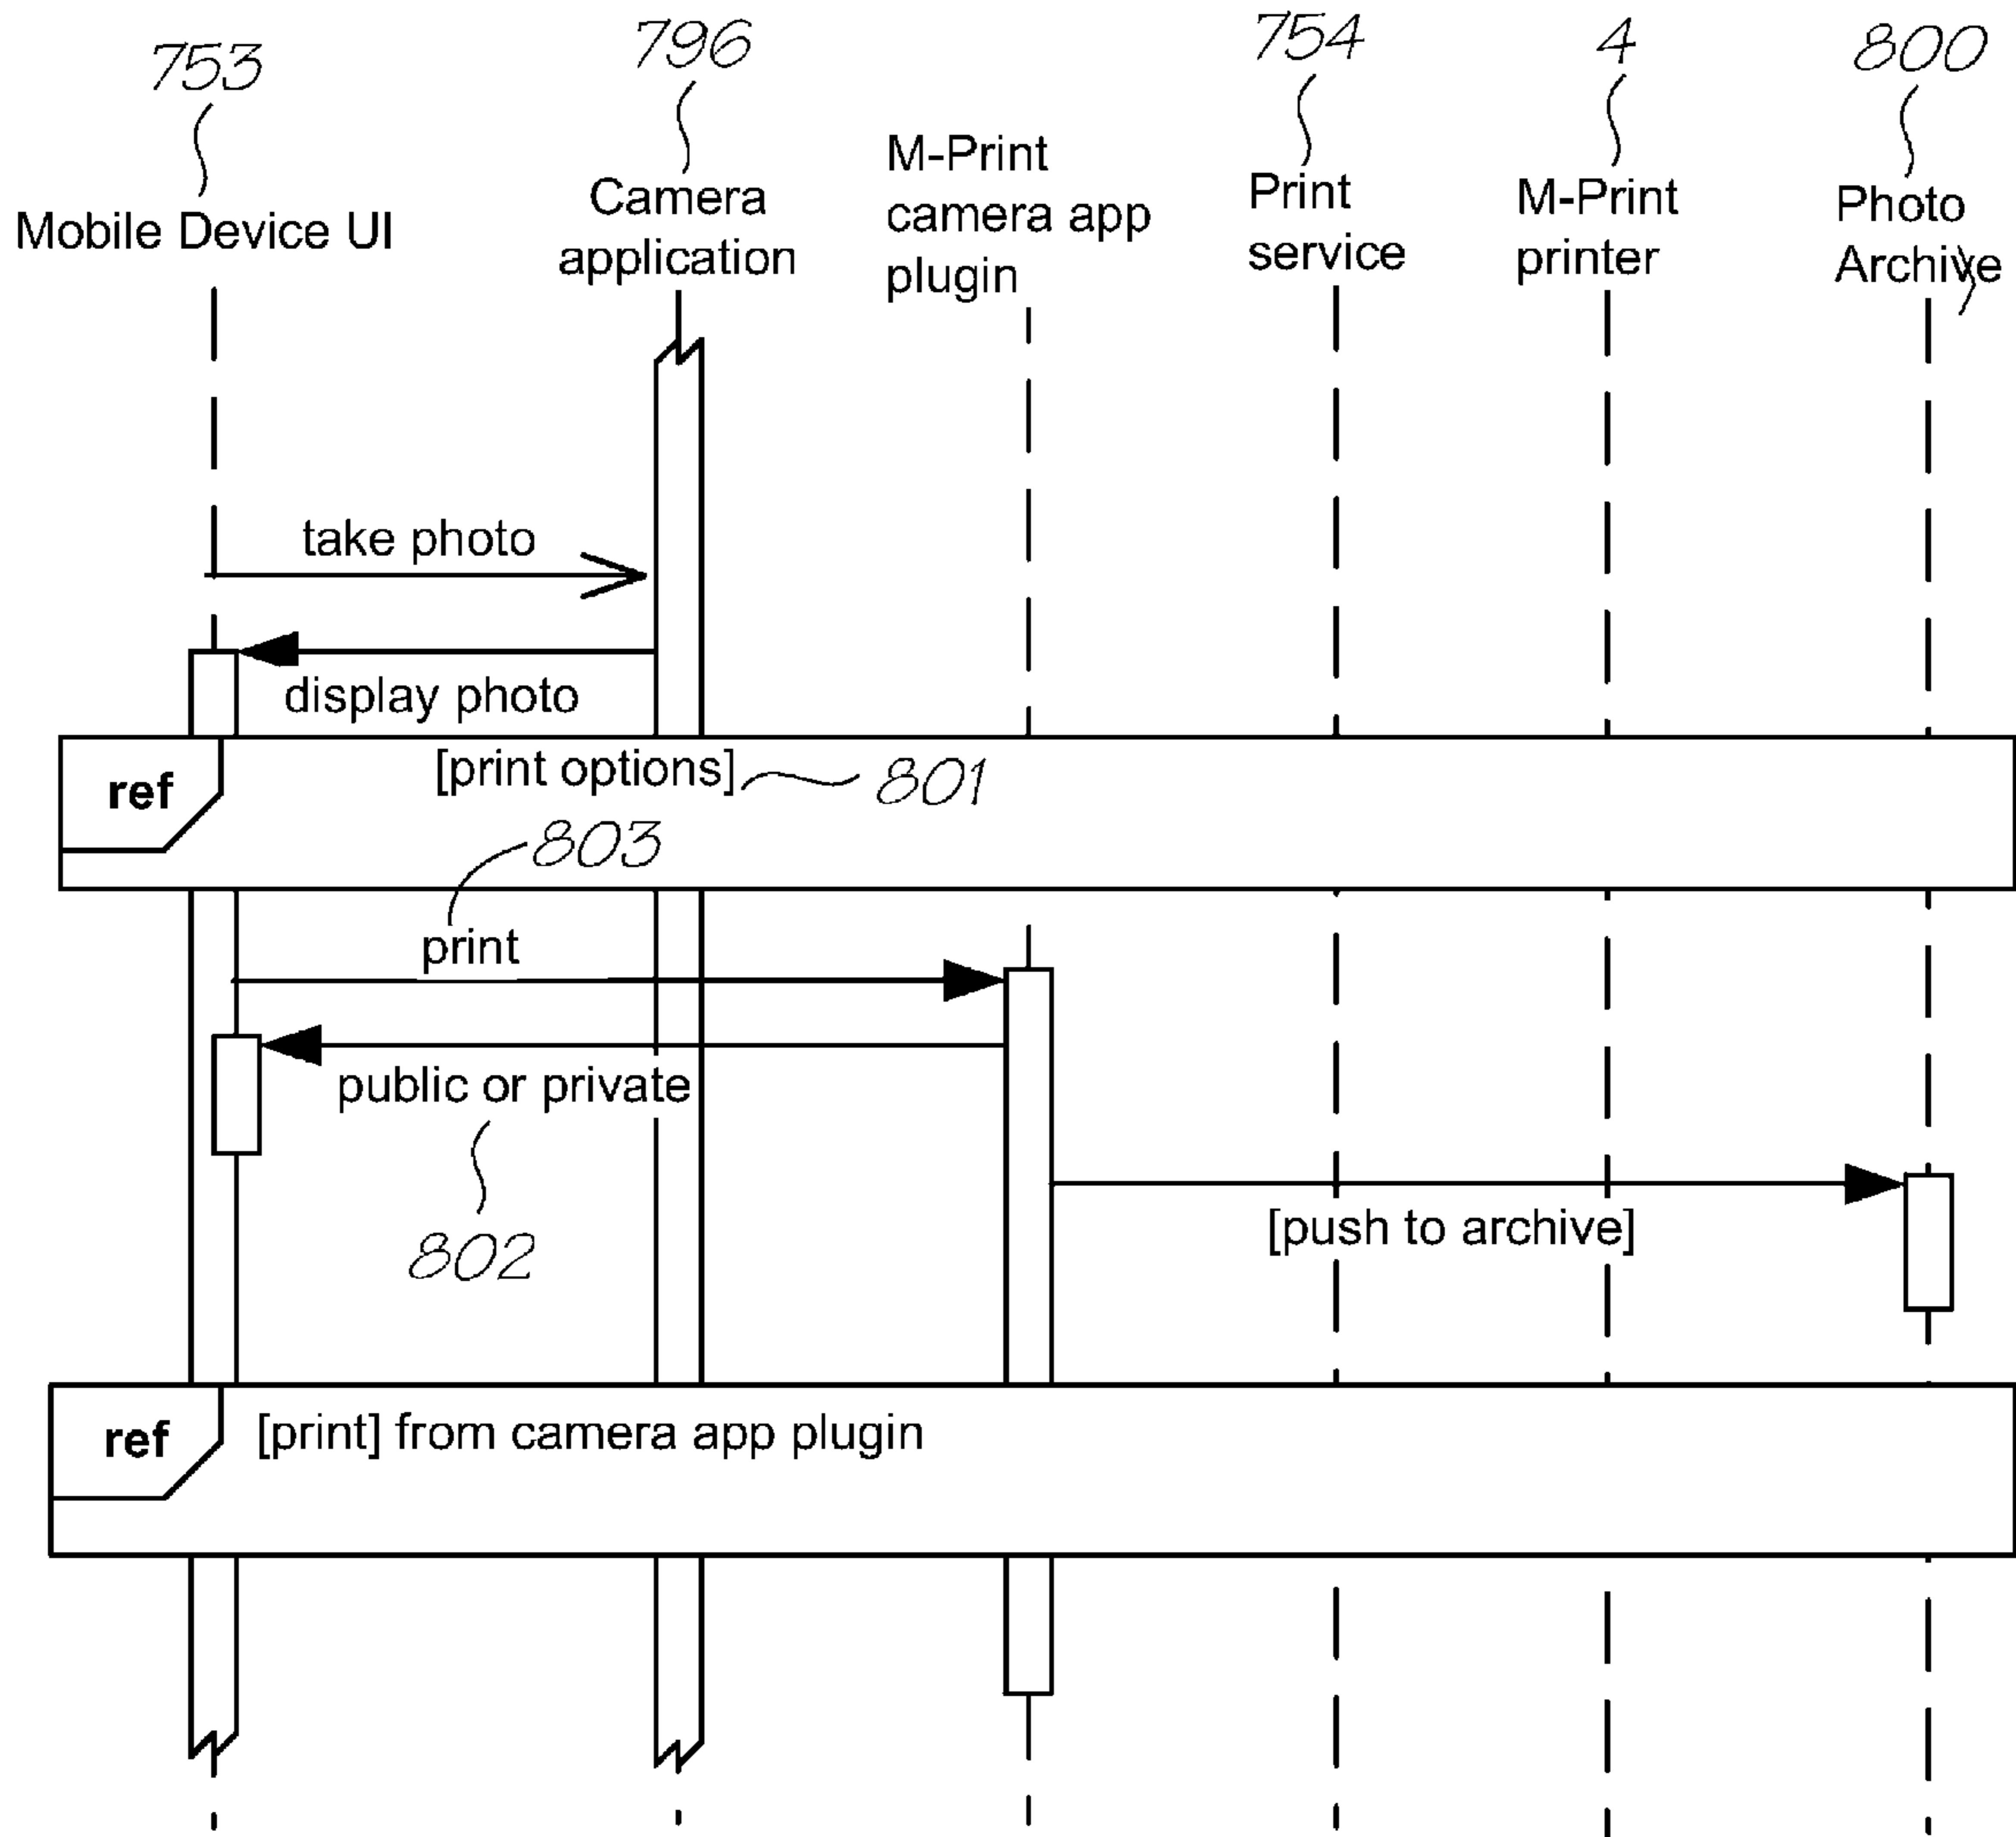 753
796
754
4
800
Mobile Device UI
Camera
application
M-Print
camera app
plugin
Print
service
M-Print
printer
Photo
Archive
take photo
display photo
ref
[print options]
801
803
print
public or private
802
[push to archive]
ref
[print] from camera app plugin